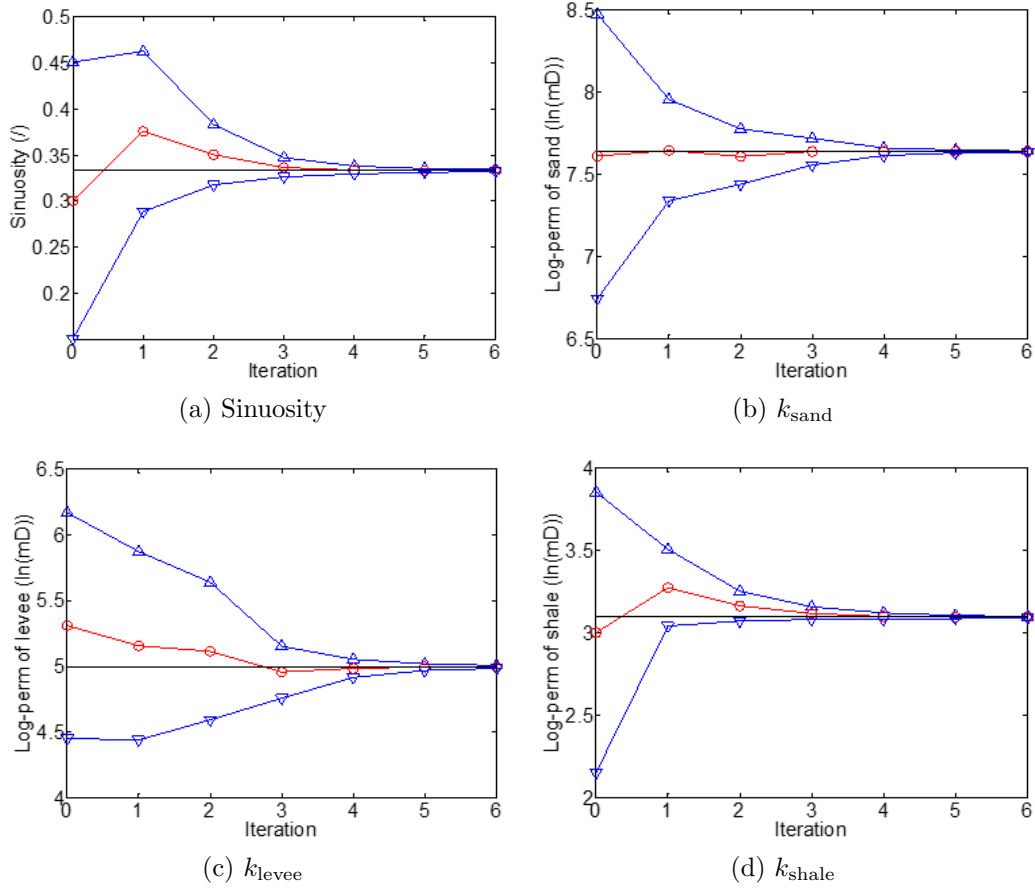 0.5
0.45
0.4
0.35
0.3
0.25
0.2
Sinuosity (/)
0 1 2 3 4 5 6
Iteration
(a) Sinuosity
8.5
8
7.5
7
6.5
Log-perm of sand (ln(mD))
0 1 2 3 4 5 6
Iteration
(b) k_sand
6.5
6
5.5
5
4.5
4
Log-perm of levee (ln(mD))
0 1 2 3 4 5 6
Iteration
(c) k_levee
4
3.5
3
2.5
2
Log-perm of shale (ln(mD))
0 1 2 3 4 5 6
Iteration
(d) k_shale